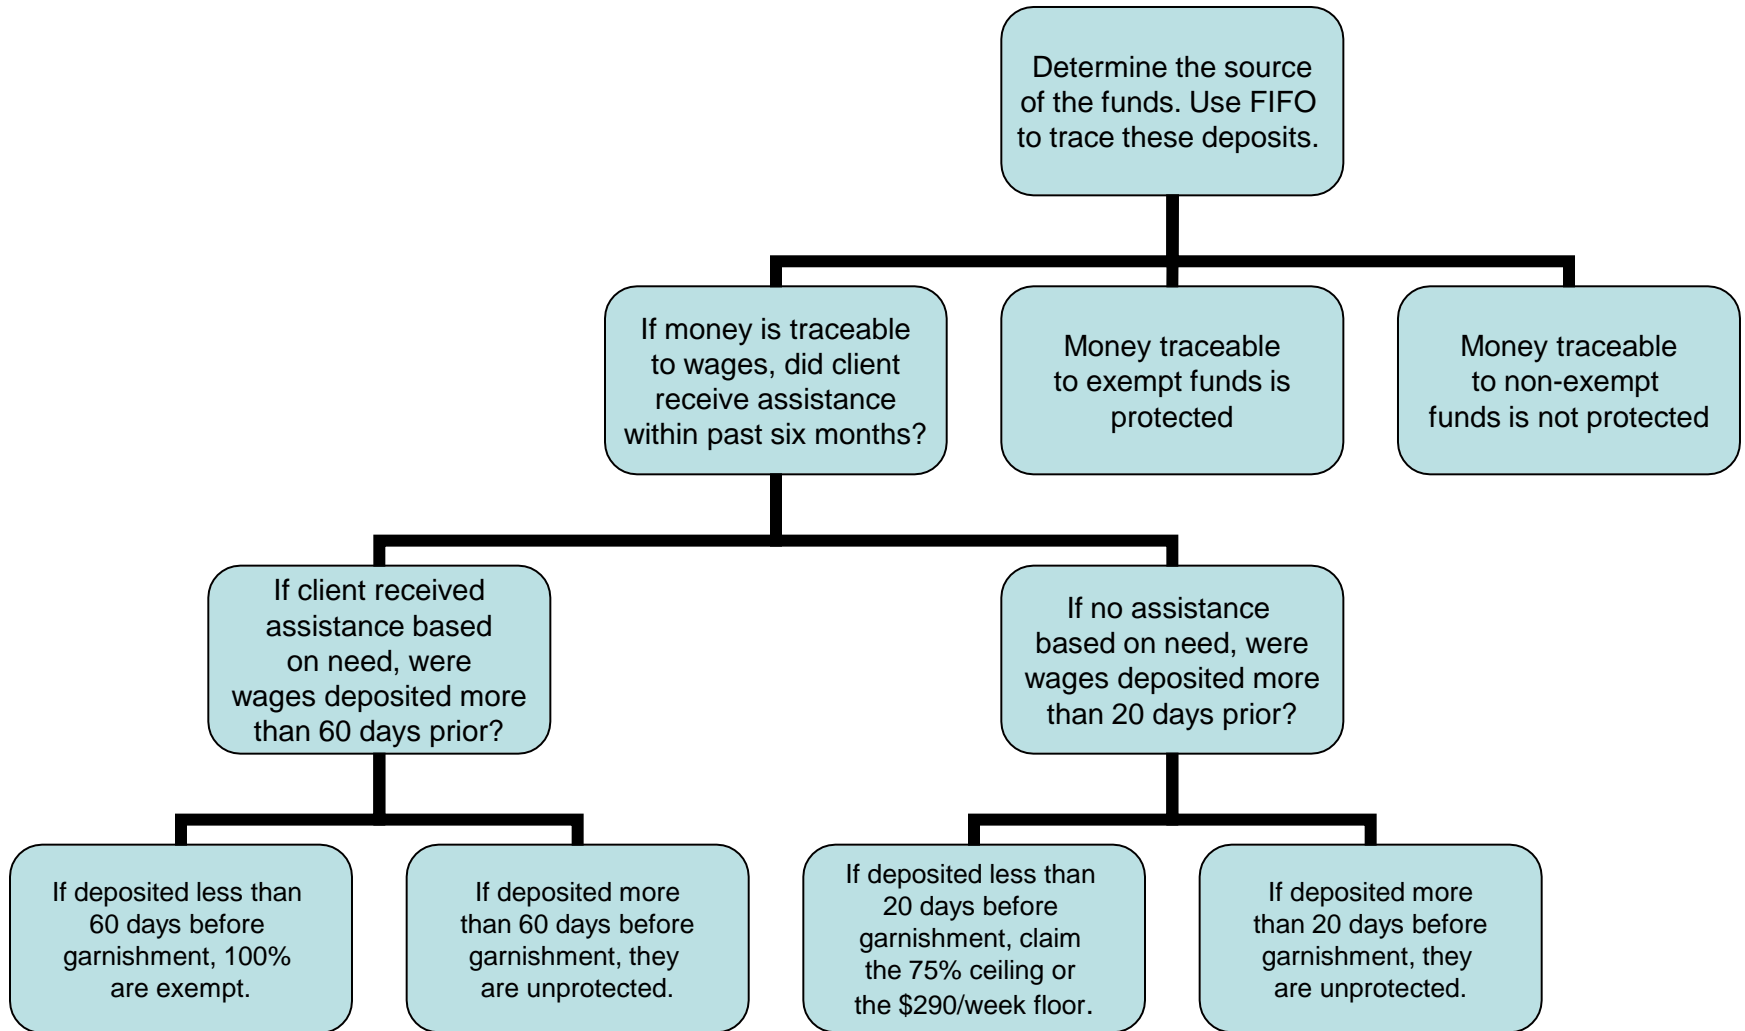 Determine the source
of the funds. Use FIFO
to trace these deposits.
If money is traceable
to wages, did client
receive assistance
within past six months?
Money traceable
to exempt funds is
protected
Money traceable
to non-exempt
funds is not protected
If client received
assistance based
on need, were
wages deposited more
than 60 days prior?
If no assistance
based on need, were
wages deposited more
than 20 days prior?
If deposited less than
60 days before
garnishment, 100%
are exempt.
If deposited more
than 60 days before
garnishment, they
are unprotected.
If deposited less than
20 days before
garnishment, claim
the 75% ceiling or
the $290/week floor.
If deposited more
than 20 days before
garnishment, they
are unprotected.